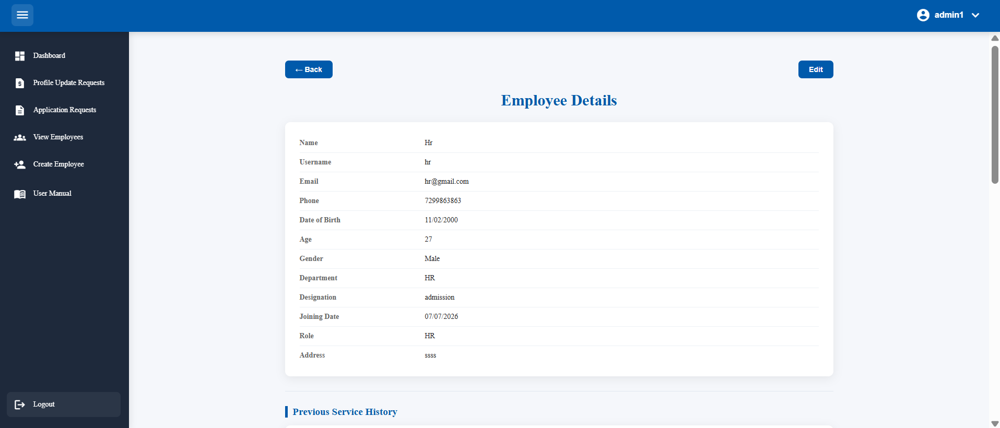 admin1
Dashboard
Profile Update Requests
Application Requests
View Employees
Create Employee
User Manual
Logout
← Back
Edit
Employee Details
Name Hr
Username hr
Email hr@gmail.com
Phone 7299863863
Date of Birth 11/02/2000
Age 27
Gender Male
Department HR
Designation admission
Joining Date 07/07/2026
Role HR
Address ssss
Previous Service History